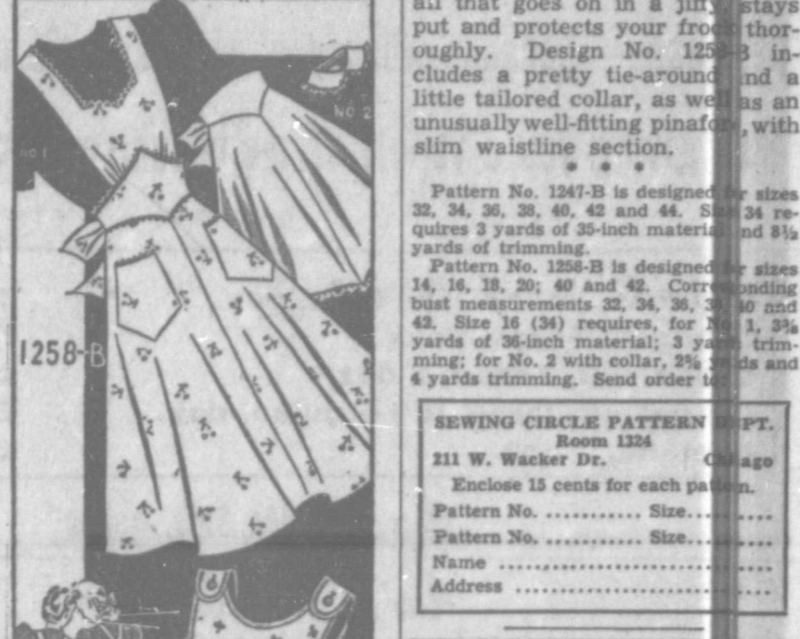 NO 2
NO 1
1258-B
all that goes on in a jiffy, stays
put and protects your frock thor-
oughly. Design No. 1258-B in-
cludes a pretty tie-around and a
little tailored collar, as well as an
unusually well-fitting pinafore, with
slim waistline section.
* * *
Pattern No. 1247-B is designed for sizes
32, 34, 36, 38, 40, 42 and 44. Size 34 re-
quires 3 yards of 35-inch material and 8½
yards of trimming.
Pattern No. 1258-B is designed for sizes
14, 16, 18, 20; 40 and 42. Corresponding
bust measurements 32, 34, 36, 38, 40 and
42. Size 16 (34) requires, for No 1, 3⅜
yards of 36-inch material; 3 yards trim-
ming; for No. 2 with collar, 2⅝ yards and
4 yards trimming. Send order to:
SEWING CIRCLE PATTERN DEPT.
Room 1324
211 W. Wacker Dr. Chicago
Enclose 15 cents for each pattern.
Pattern No. ........... Size..........
Pattern No. ........... Size..........
Name ..............................
Address ............................